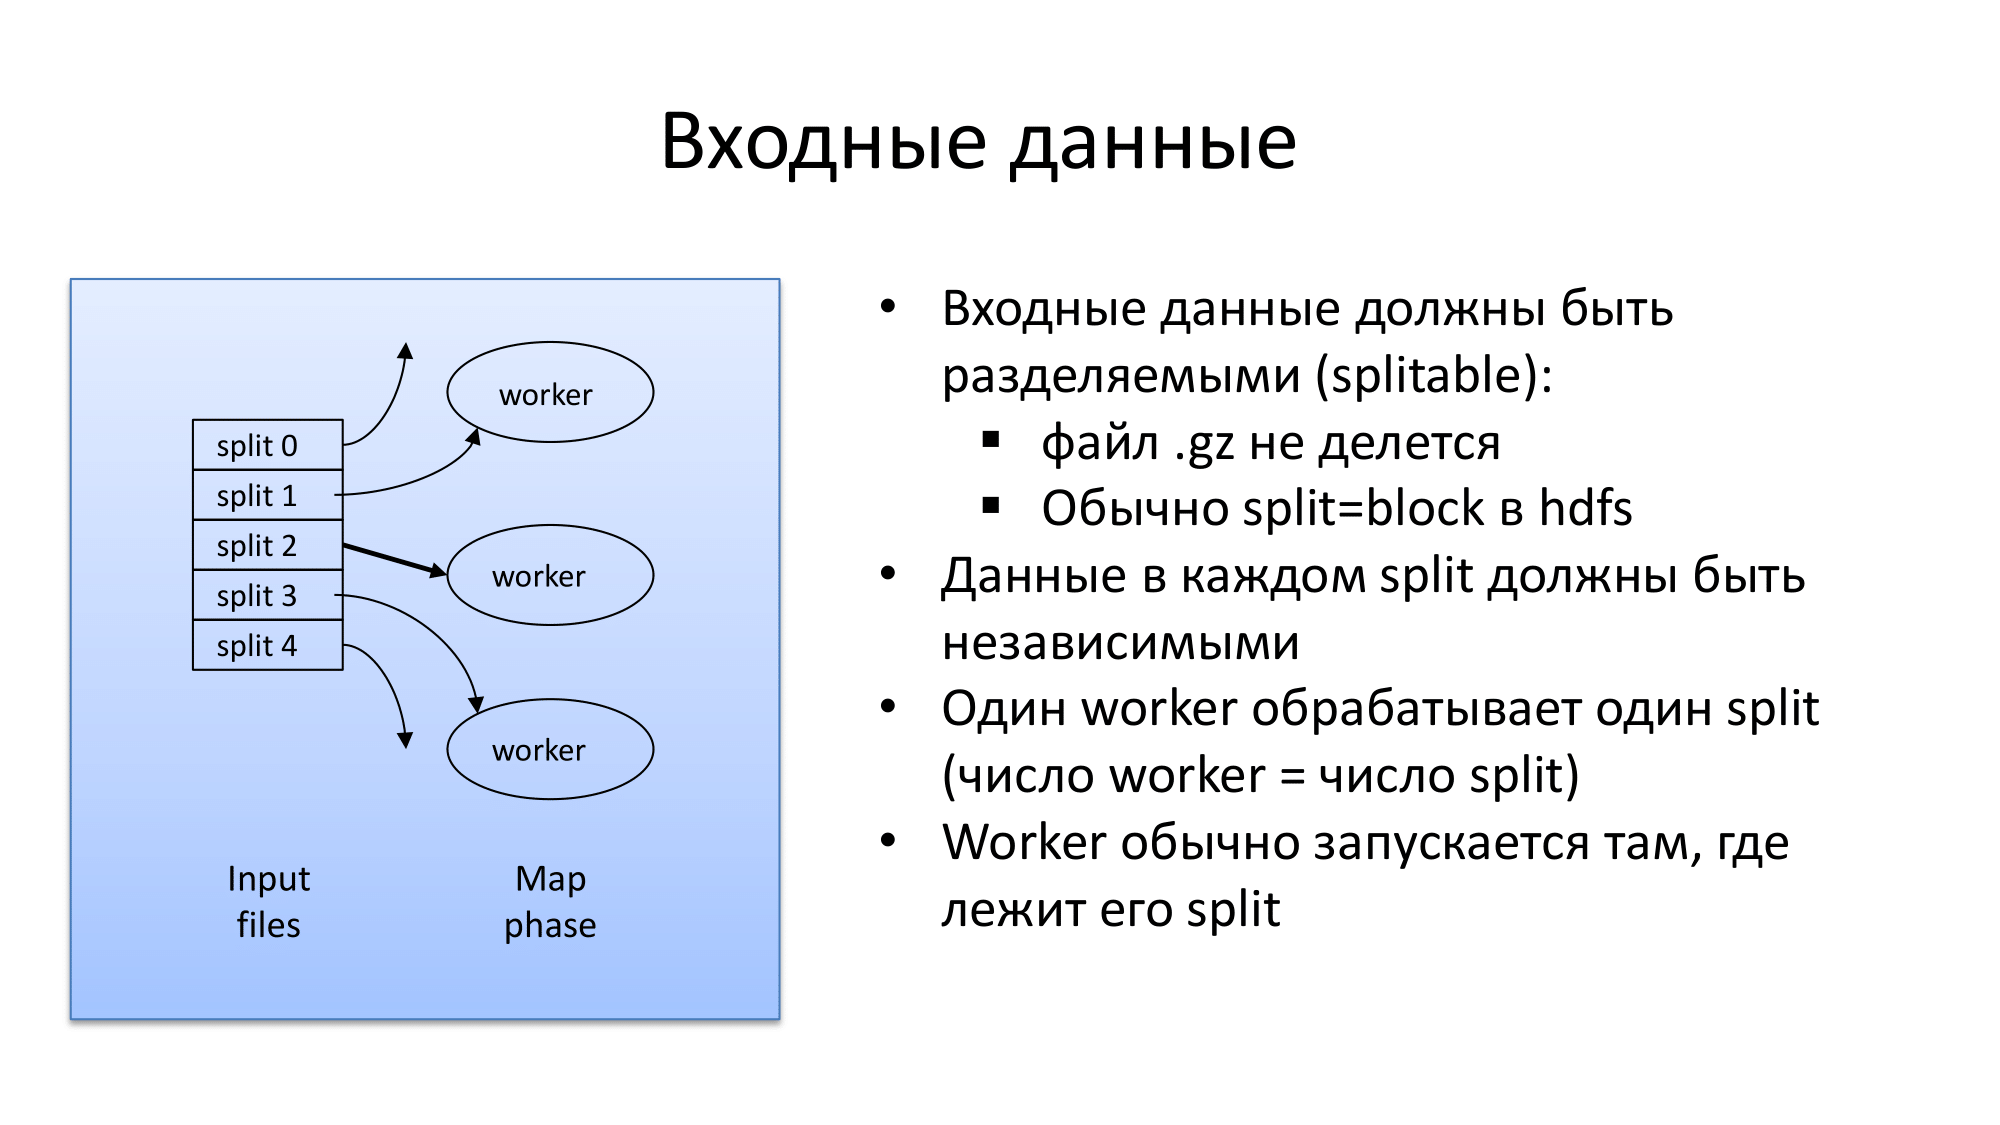 Входные данные
split 0
split 1
split 2
split 3
split 4
worker
worker
worker
Input
files
Map
phase
• Входные данные должны быть
разделяемыми (splitable):
▪ файл .gz не делется
▪ Обычно split=block в hdfs
• Данные в каждом split должны быть
независимыми
• Один worker обрабатывает один split
(число worker = число split)
• Worker обычно запускается там, где
лежит его split